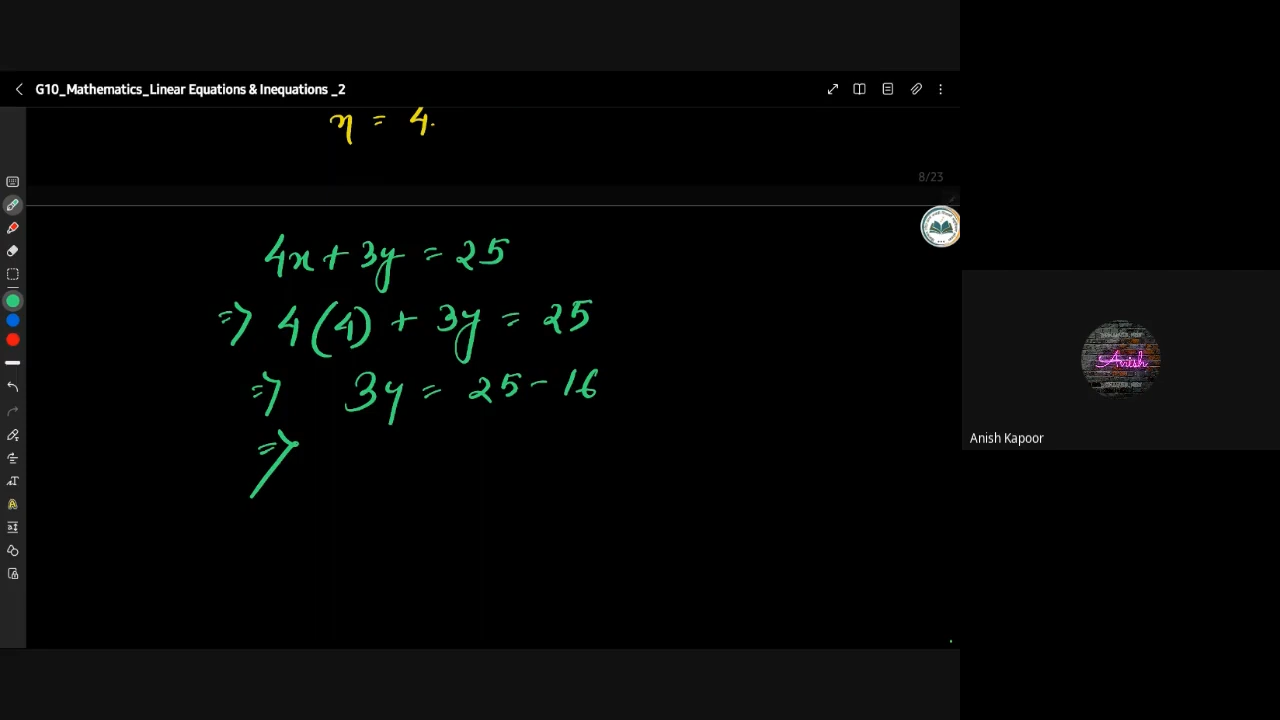 G10_Mathematics_Linear Equations & Inequations _2
x = 4.
8/23
4x + 3y = 25
=> 4(4) + 3y = 25
=> 3y = 25 - 16
=>
Anish
Anish Kapoor